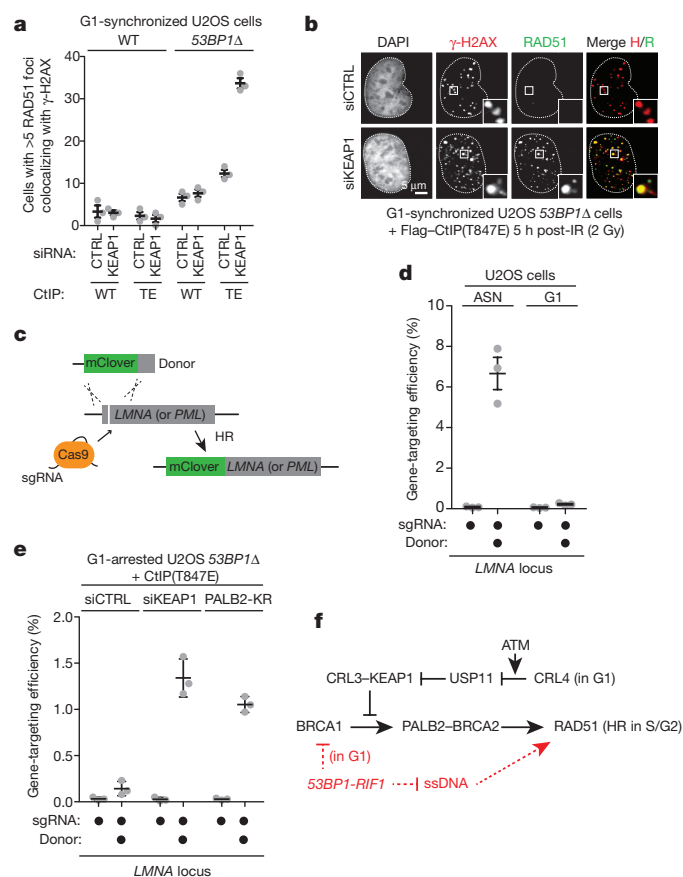 a
G1-synchronized U2OS cells
WT 53BP1Δ
Cells with >5 RAD51 foci
colocalizing with γ-H2AX
40
30
20
10
0
siRNA: CTRL KEAP1 CTRL KEAP1 CTRL KEAP1 CTRL KEAP1
CtIP: WT TE WT TE
b
DAPI γ-H2AX RAD51 Merge H/R
siCTRL
siKEAP1
5 μm
G1-synchronized U2OS 53BP1Δ cells
+ Flag–CtIP(T847E) 5 h post-IR (2 Gy)
c
mClover Donor
LMNA (or PML)
Cas9
sgRNA
HR
mClover LMNA (or PML)
d
U2OS cells
ASN G1
Gene-targeting efficiency (%)
10
8
6
4
2
0
sgRNA:
Donor:
LMNA locus
e
G1-arrested U2OS 53BP1Δ
+ CtIP(T847E)
siCTRL siKEAP1 PALB2-KR
Gene-targeting efficiency (%)
2.0
1.5
1.0
0.5
0.0
sgRNA:
Donor:
LMNA locus
f
ATM
CRL3–KEAP1 USP11 CRL4 (in G1)
BRCA1 PALB2–BRCA2 RAD51 (HR in S/G2)
(in G1)
53BP1-RIF1 ssDNA